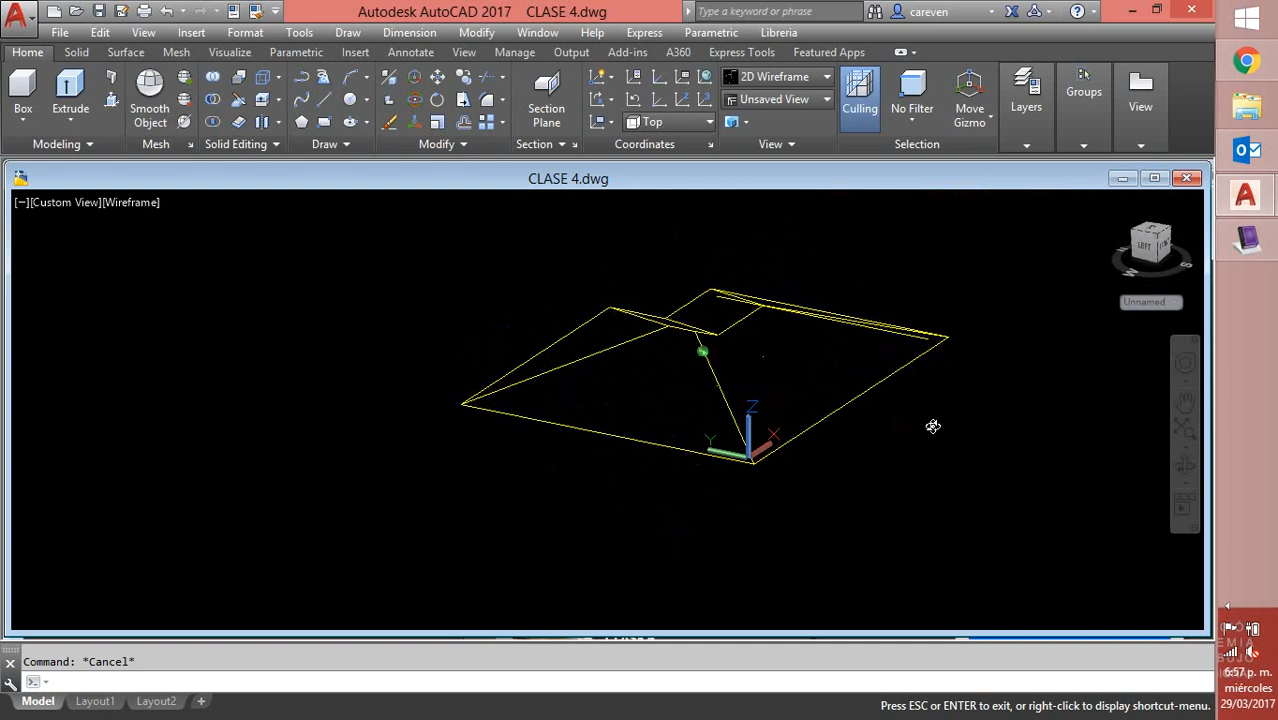 Autodesk AutoCAD 2017 CLASE 4.dwg
Type a keyword or phrase
careven
File Edit View Insert Format Tools Draw Dimension Modify Window Help Express Parametric Libreria
Home Solid Surface Mesh Visualize Parametric Insert Annotate View Manage Output Add-ins A360 Express Tools Featured Apps
2D Wireframe
Unsaved View
Top
Box Extrude Smooth Object Section Plane Culling No Filter Move Gizmo Layers Groups View
Modeling Mesh Solid Editing Draw Modify Section Coordinates View Selection
CLASE 4.dwg
[−][Custom View][Wireframe]
LEFT
W S
Unnamed
Z
Y X
Command: *Cancel*
Model Layout1 Layout2 +
Press ESC or ENTER to exit, or right-click to display shortcut-menu.
6:57 p. m.
miércoles
29/03/2017